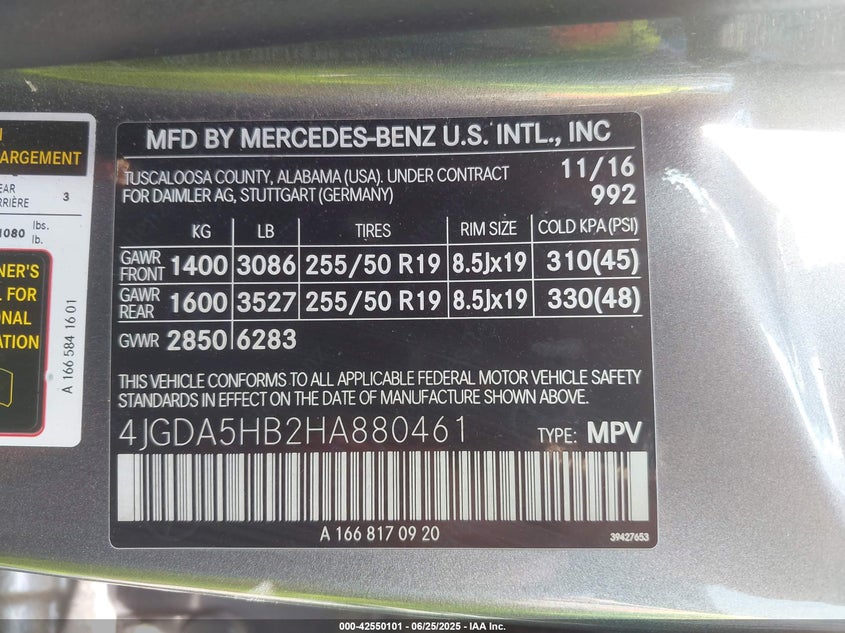 N
ARGEMENT
EAR
RIÈRE 3
1080 lbs.
lb.
NER'S
L FOR
ONAL
ATION
A 166 584 16 01
MFD BY MERCEDES-BENZ U.S. INTL., INC
TUSCALOOSA COUNTY, ALABAMA (USA). UNDER CONTRACT 11/16
FOR DAIMLER AG, STUTTGART (GERMANY) 992
KG LB TIRES RIM SIZE COLD KPA (PSI)
GAWR FRONT 1400 3086 255/50 R19 8.5Jx19 310(45)
GAWR REAR 1600 3527 255/50 R19 8.5Jx19 330(48)
GVWR 2850 6283
THIS VEHICLE CONFORMS TO ALL APPLICABLE FEDERAL MOTOR VEHICLE SAFETY
STANDARDS IN EFFECT ON THE DATE OF MANUFACTURE SHOWN ABOVE.
4JGDA5HB2HA880461 TYPE: MPV
A 166 817 09 20
39427653
000-42550101 - 06/25/2025 - IAA Inc.